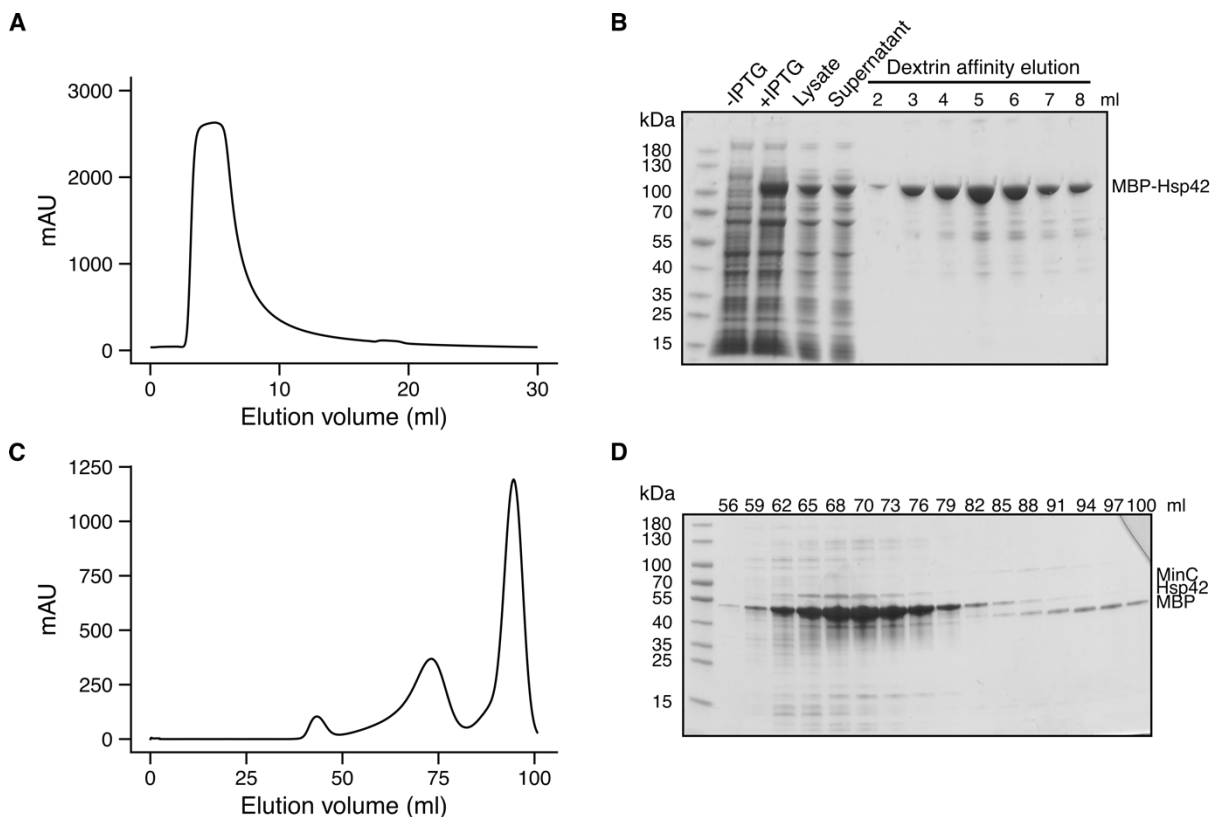 A
3000
2000
1000
0
mAU
0 10 20 30
Elution volume (ml)
B
-IPTG +IPTG Lysate Supernatant Dextrin affinity elution
2 3 4 5 6 7 8 ml
kDa
180
130
100
70
55
40
35
25
15
MBP-Hsp42
C
1250
1000
750
500
250
0
mAU
0 25 50 75 100
Elution volume (ml)
D
kDa 56 59 62 65 68 70 73 76 79 82 85 88 91 94 97 100 ml
180
130
100
70
55
40
35
25
15
MinC
Hsp42
MBP